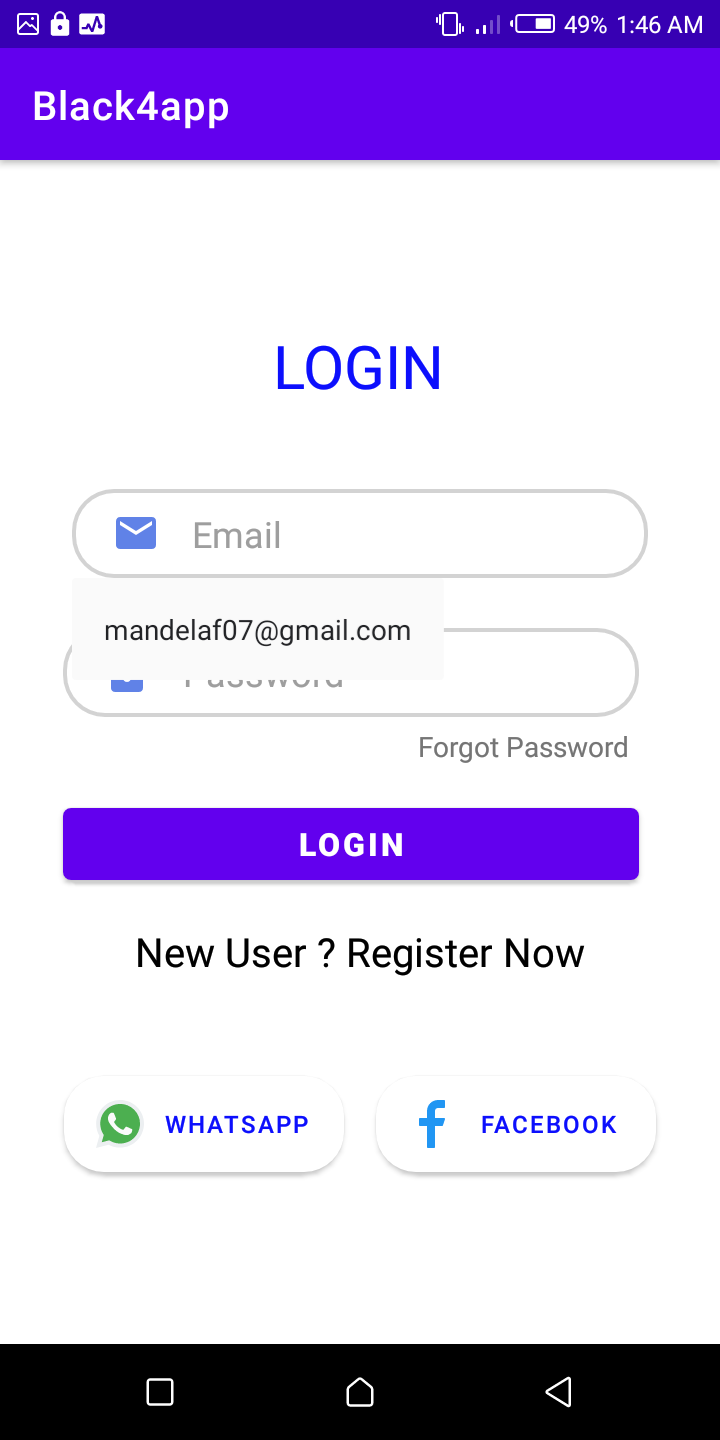 49% 1:46 AM
Black4app
LOGIN
Email
mandelaf07@gmail.com
Password
Forgot Password
LOGIN
New User ? Register Now
WHATSAPP
FACEBOOK